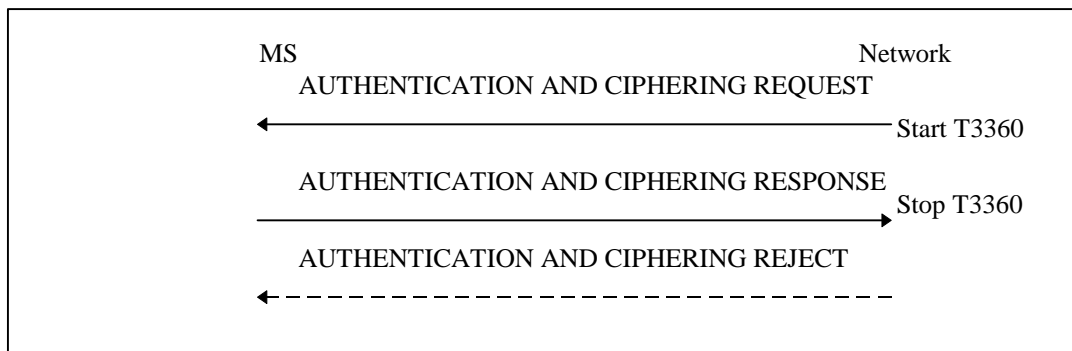 MS Network
AUTHENTICATION AND CIPHERING REQUEST
Start T3360
AUTHENTICATION AND CIPHERING RESPONSE
Stop T3360
AUTHENTICATION AND CIPHERING REJECT